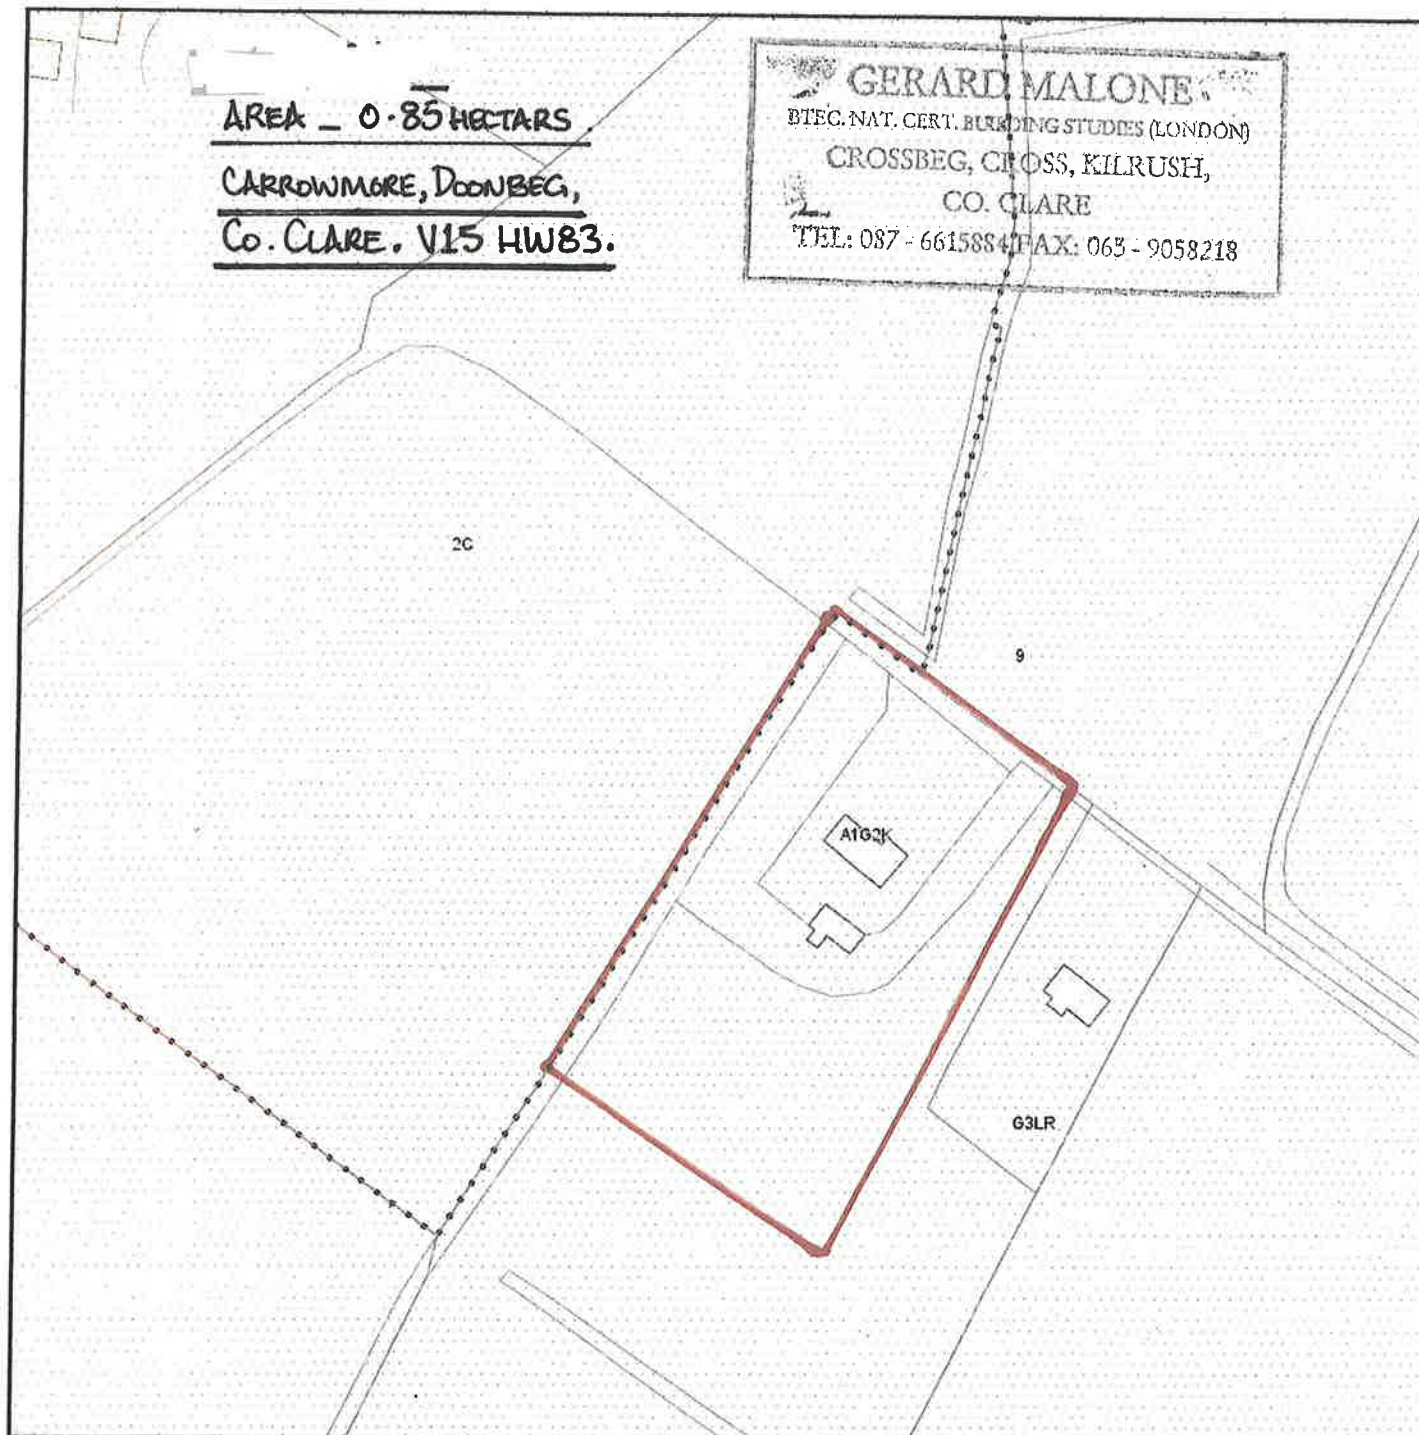 AREA - 0.85 HECTARS
CARROWMORE, DOONBEG,
Co. CLARE. V15 HW83.
GERARD MALONE
BTEC. NAT. CERT. BUILDING STUDIES (LONDON)
CROSSBEG, CROSS, KILRUSH,
CO. CLARE
TEL: 087 - 6615884 FAX: 065 - 9058218
2C
9
A1G2K
G3LR